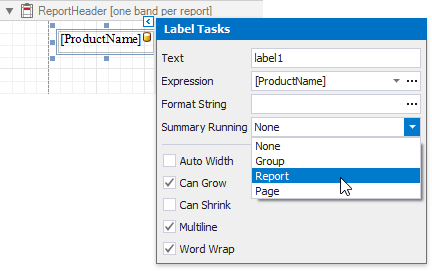 ReportHeader [one band per report]
[ProductName]
Label Tasks
Text label1
Expression [ProductName]
Format String
Summary Running None
None
Group
Report
Page
Auto Width
Can Grow
Can Shrink
Multiline
Word Wrap